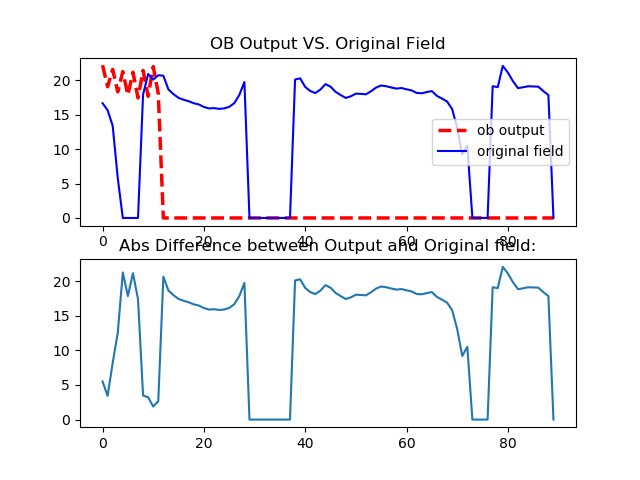 OB Output VS. Original Field
20
15
10
5
0
ob output
original field
0 20 40 60 80
Abs Difference between Output and Original field:
20
15
10
5
0
0 20 40 60 80